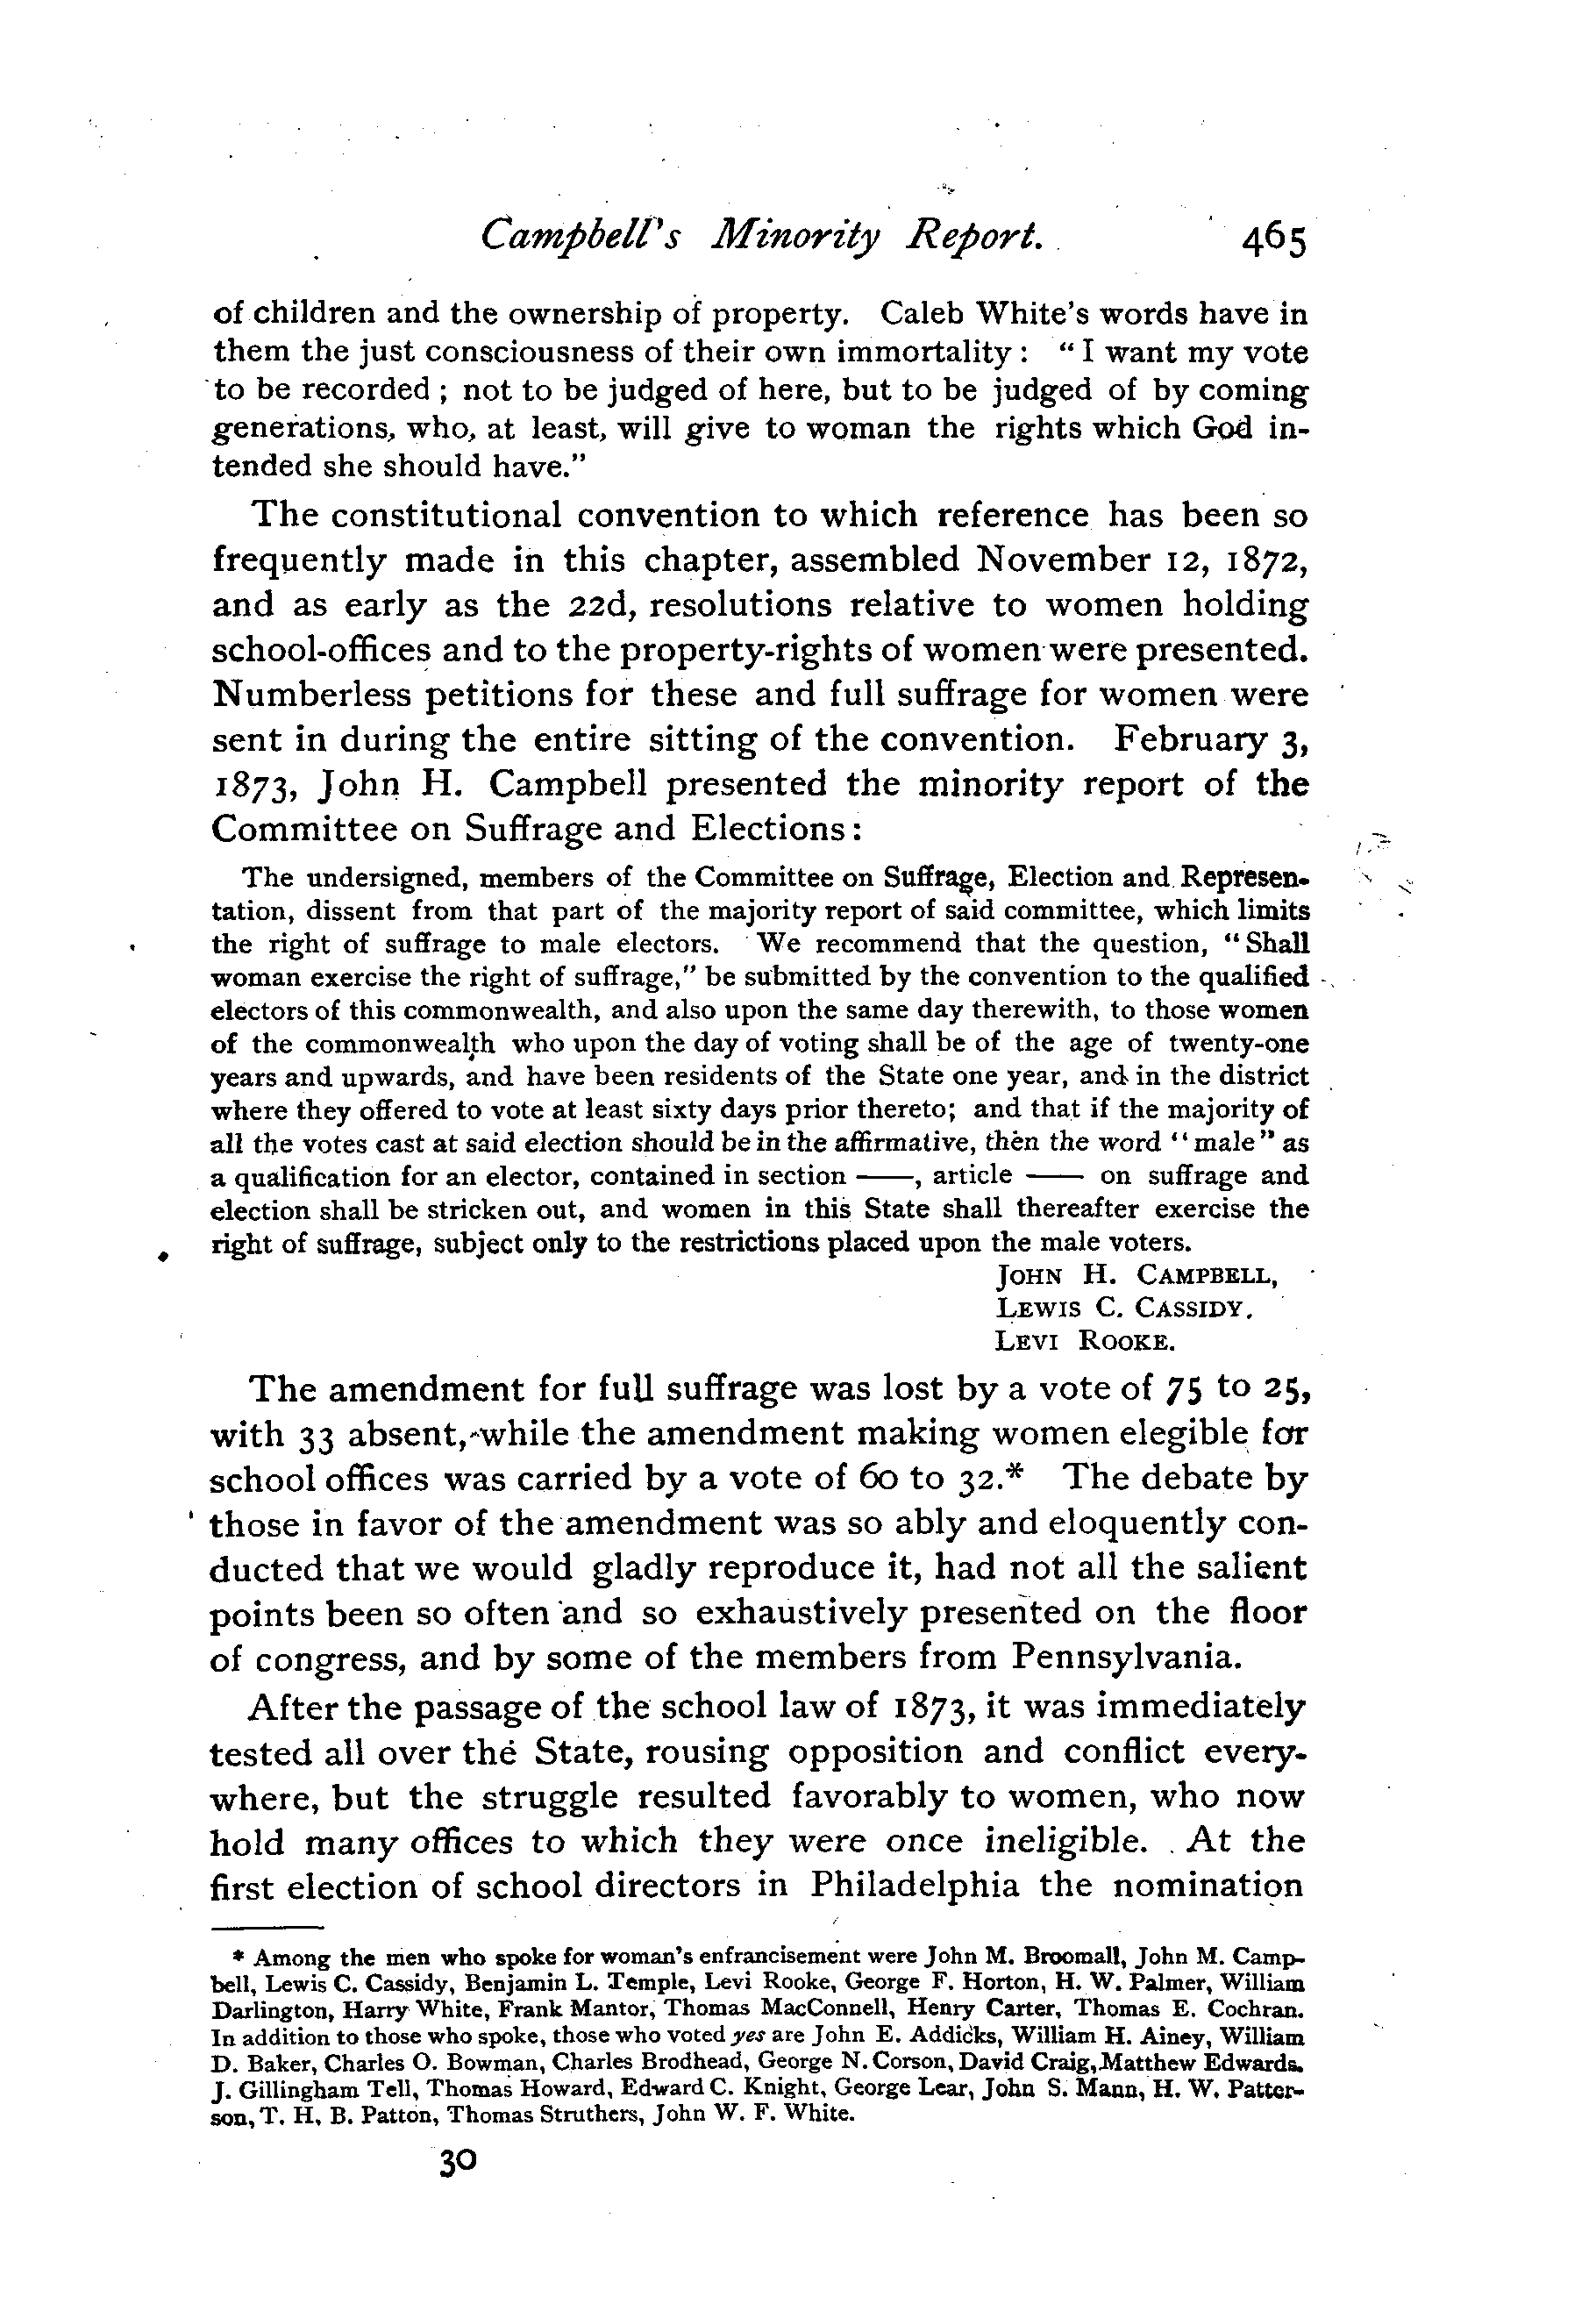 Campbell's Minority Report. 465
of children and the ownership of property. Caleb White's words have in
them the just consciousness of their own immortality : " I want my vote
to be recorded ; not to be judged of here, but to be judged of by coming
generations, who, at least, will give to woman the rights which God in-
tended she should have."
The constitutional convention to which reference has been so
frequently made in this chapter, assembled November 12, 1872,
and as early as the 22d, resolutions relative to women holding
school-offices and to the property-rights of women were presented.
Numberless petitions for these and full suffrage for women were
sent in during the entire sitting of the convention. February 3,
1873, John H. Campbell presented the minority report of the
Committee on Suffrage and Elections :
The undersigned, members of the Committee on Suffrage, Election and Represen-
tation, dissent from that part of the majority report of said committee, which limits
the right of suffrage to male electors. We recommend that the question, " Shall
woman exercise the right of suffrage," be submitted by the convention to the qualified
electors of this commonwealth, and also upon the same day therewith, to those women
of the commonwealth who upon the day of voting shall be of the age of twenty-one
years and upwards, and have been residents of the State one year, and in the district
where they offered to vote at least sixty days prior thereto; and that if the majority of
all the votes cast at said election should be in the affirmative, then the word "male" as
a qualification for an elector, contained in section ——, article —— on suffrage and
election shall be stricken out, and women in this State shall thereafter exercise the
right of suffrage, subject only to the restrictions placed upon the male voters.
JOHN H. CAMPBELL,
LEWIS C. CASSIDY.
LEVI ROOKE.
The amendment for full suffrage was lost by a vote of 75 to 25,
with 33 absent, while the amendment making women elegible for
school offices was carried by a vote of 60 to 32.* The debate by
those in favor of the amendment was so ably and eloquently con-
ducted that we would gladly reproduce it, had not all the salient
points been so often and so exhaustively presented on the floor
of congress, and by some of the members from Pennsylvania.
After the passage of the school law of 1873, it was immediately
tested all over the State, rousing opposition and conflict every-
where, but the struggle resulted favorably to women, who now
hold many offices to which they were once ineligible. At the
first election of school directors in Philadelphia the nomination
* Among the men who spoke for woman's enfrancisement were John M. Broomall, John M. Camp-
bell, Lewis C. Cassidy, Benjamin L. Temple, Levi Rooke, George F. Horton, H. W. Palmer, William
Darlington, Harry White, Frank Mantor, Thomas MacConnell, Henry Carter, Thomas E. Cochran.
In addition to those who spoke, those who voted yes are John E. Addicks, William H. Ainey, William
D. Baker, Charles O. Bowman, Charles Brodhead, George N. Corson, David Craig, Matthew Edwards.
J. Gillingham Tell, Thomas Howard, Edward C. Knight, George Lear, John S. Mann, H. W. Patter-
son, T. H. B. Patton, Thomas Struthers, John W. F. White.
30